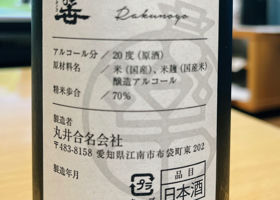 Rakunoyo
アルコール分／20度（原酒）
原材料名／米（国産）、米麹（国産米）
醸造アルコール
精米歩合／70%
製造者
丸井合名会社
〒483-8158 愛知県江南市布袋町東202
製造年月
品目
日本酒
プラ